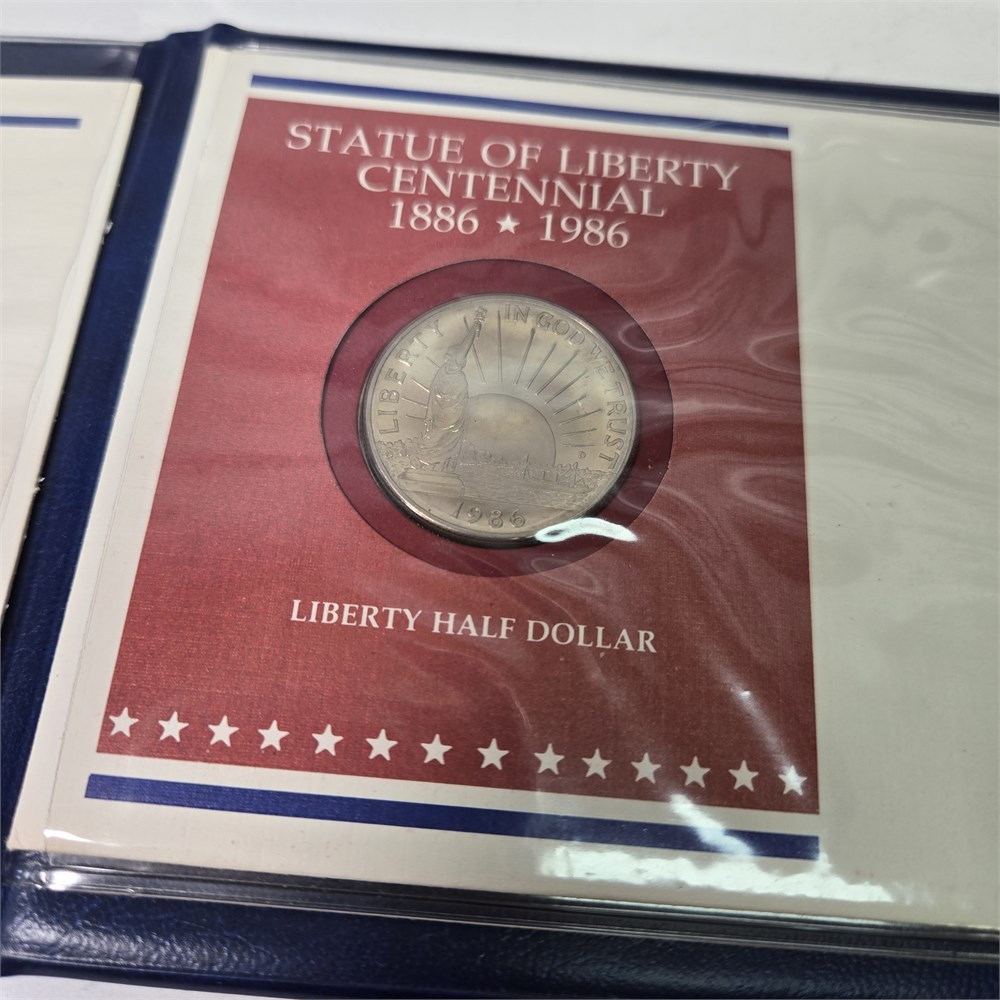 STATUE OF LIBERTY
CENTENNIAL
1886 ★ 1986
LIBERTY
IN GOD WE TRUST
D
1986
LIBERTY HALF DOLLAR